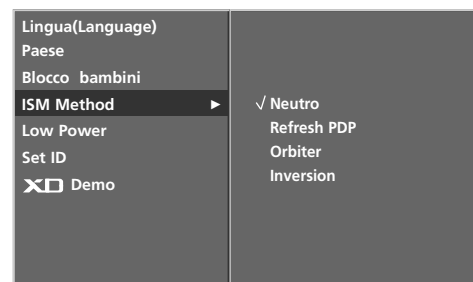 Lingua(Language)
Paese
Blocco bambini
ISM Method ►
Low Power
Set ID
XD Demo
√ Neutro
Refresh PDP
Orbiter
Inversion